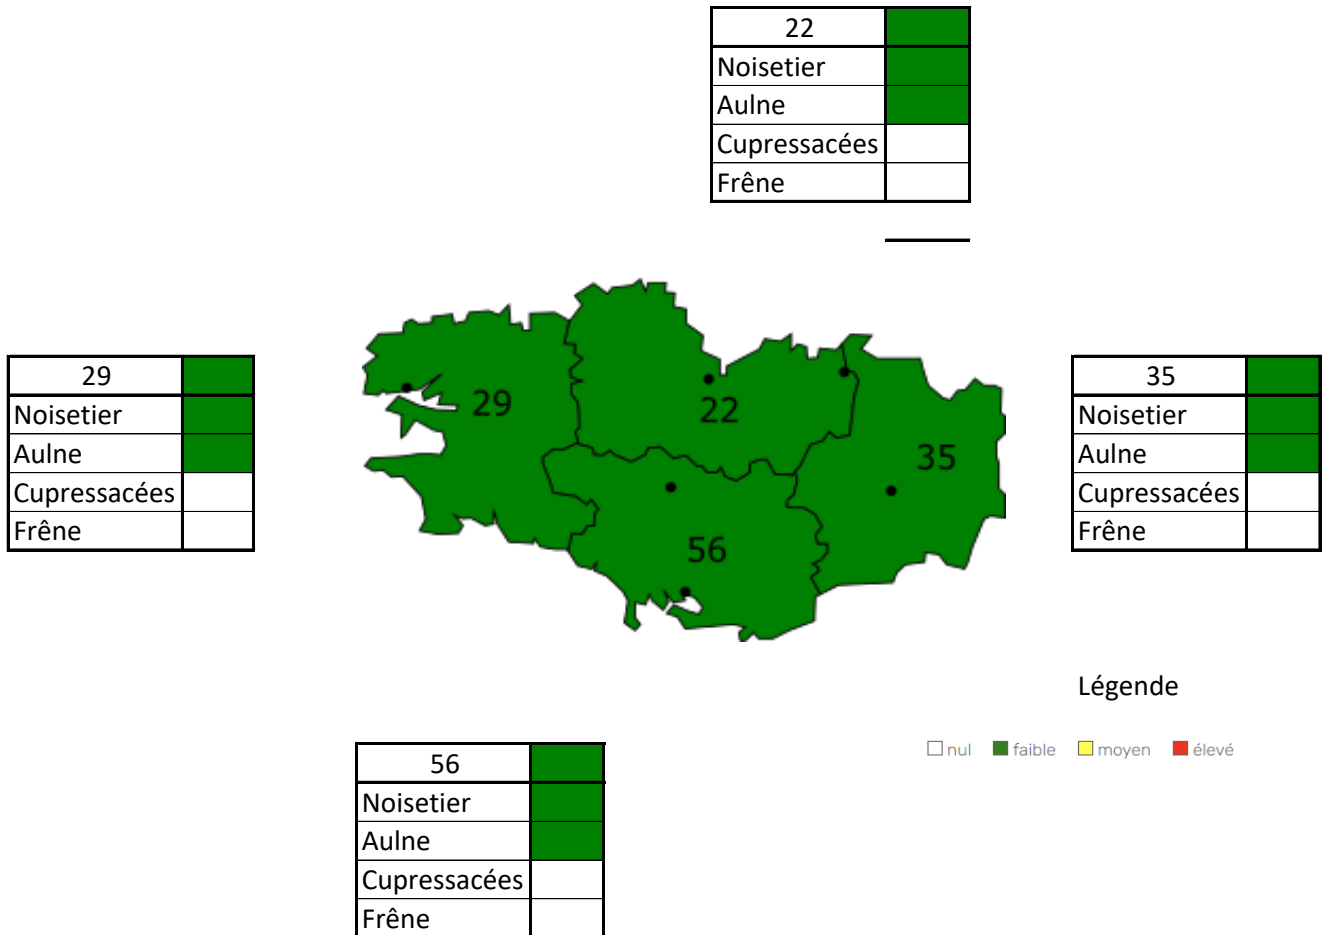 22
Noisetier
Aulne
Cupressacées
Frêne
29
Noisetier
Aulne
Cupressacées
Frêne
29
22
35
56
35
Noisetier
Aulne
Cupressacées
Frêne
Légende
nul faible moyen élevé
56
Noisetier
Aulne
Cupressacées
Frêne